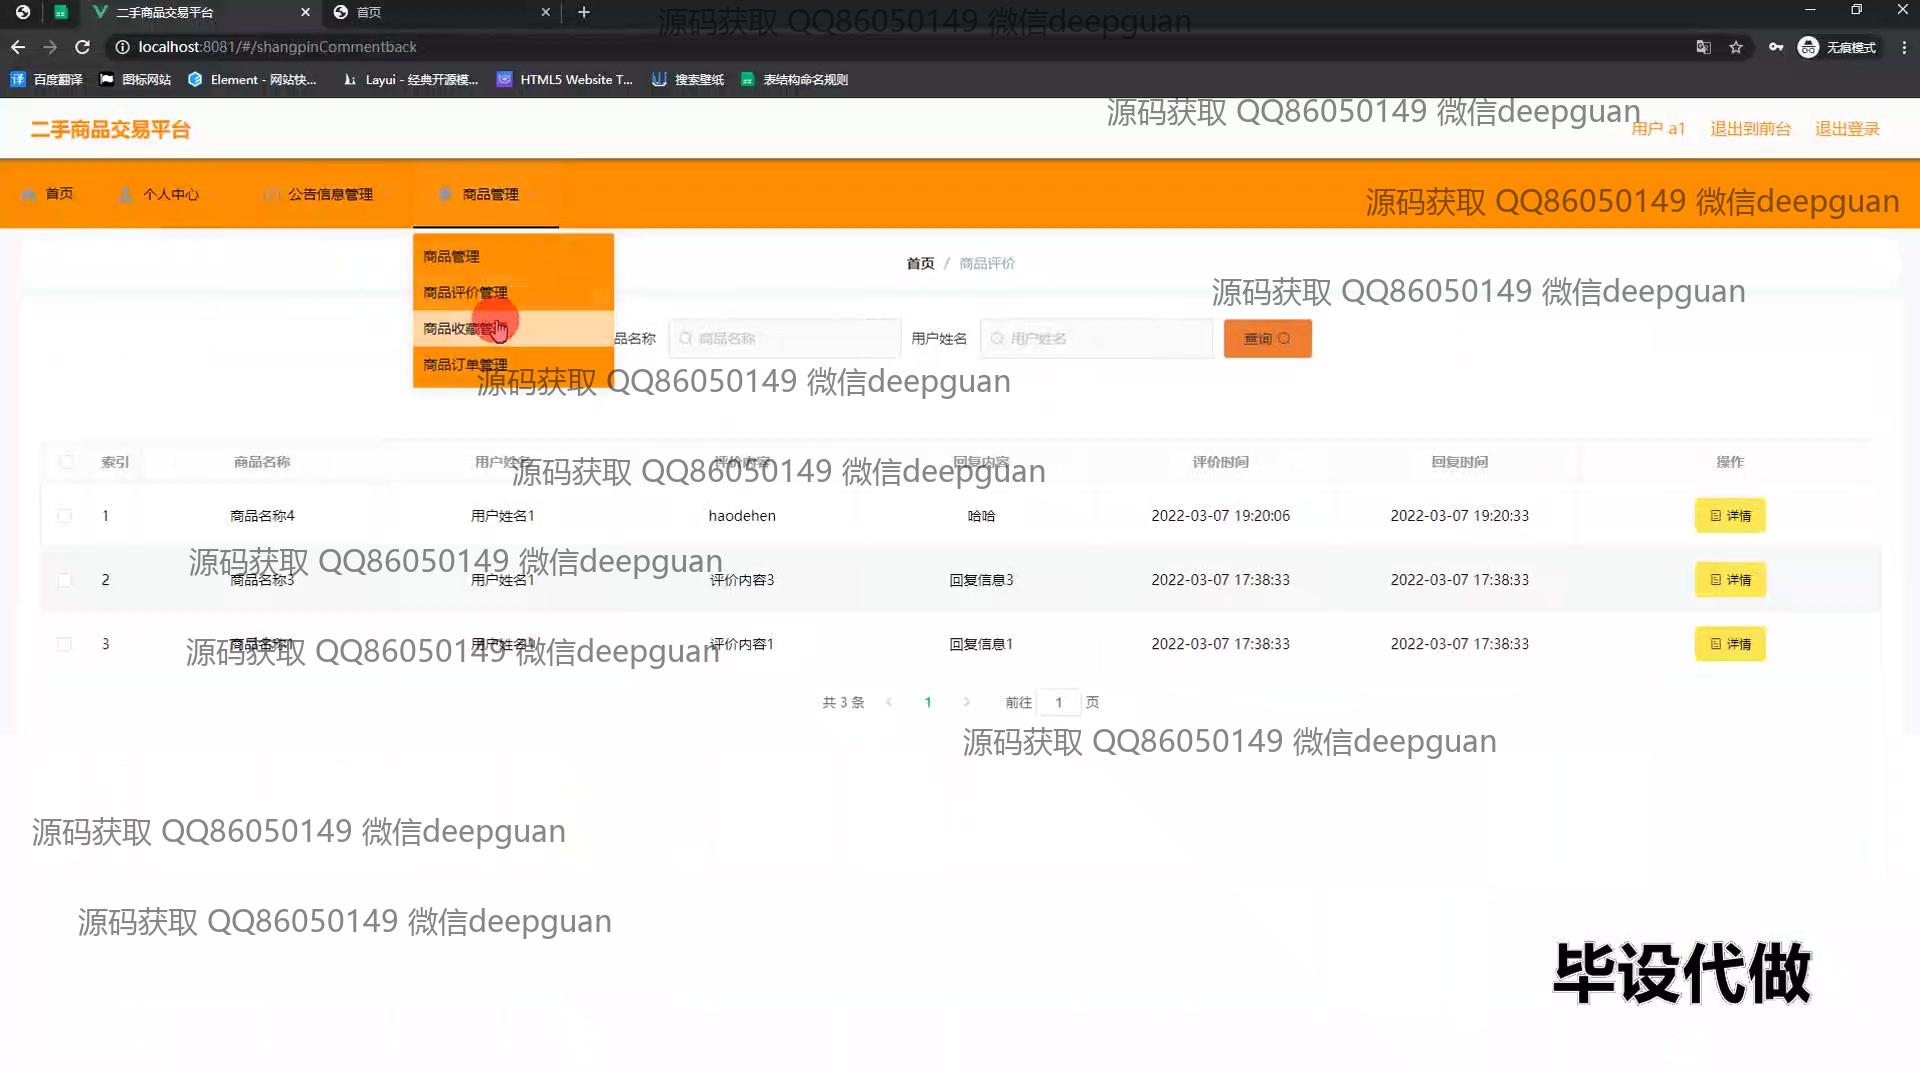 二手商品交易平台
首页
源码获取 QQ86050149 微信deepguan
localhost:8081/#/shangpinCommentback
无痕模式
百度翻译
图标网站
Element - 网站快...
Layui - 经典开源模...
HTML5 Website T...
搜索壁纸
表结构命名规则
源码获取 QQ86050149 微信deepguan
二手商品交易平台
用户 a1
退出到前台
退出登录
首页
个人中心
公告信息管理
商品管理
源码获取 QQ86050149 微信deepguan
商品管理
首页 / 商品评价
商品评价管理
源码获取 QQ86050149 微信deepguan
商品收藏管理
品名称
商品名称
用户姓名
用户姓名
查询
商品订单管理
源码获取 QQ86050149 微信deepguan
索引 商品名称 用户姓名 评价内容 回复内容 评价时间 回复时间 操作
源码获取 QQ86050149 微信deepguan
1 商品名称4 用户姓名1 haodehen 哈哈 2022-03-07 19:20:06 2022-03-07 19:20:33 详情
源码获取 QQ86050149 微信deepguan
2 商品名称3 用户姓名1 评价内容3 回复信息3 2022-03-07 17:38:33 2022-03-07 17:38:33 详情
3 商品名称1 用户姓名1 评价内容1 回复信息1 2022-03-07 17:38:33 2022-03-07 17:38:33 详情
源码获取 QQ86050149 微信deepguan
共 3 条 < 1 > 前往 1 页
源码获取 QQ86050149 微信deepguan
源码获取 QQ86050149 微信deepguan
源码获取 QQ86050149 微信deepguan
毕设代做